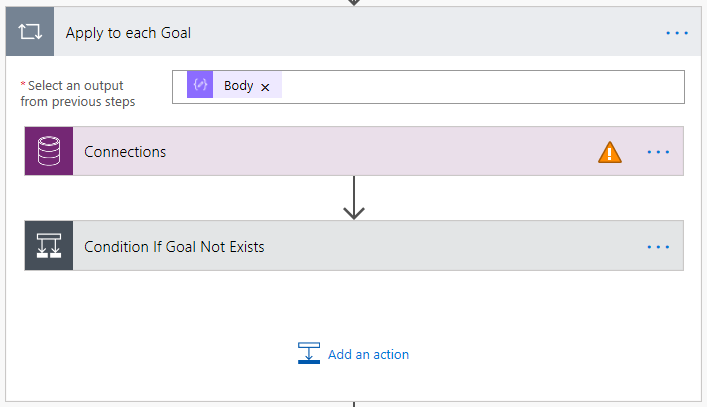 Apply to each Goal
* Select an output
from previous steps
Body
Connections
Condition If Goal Not Exists
Add an action